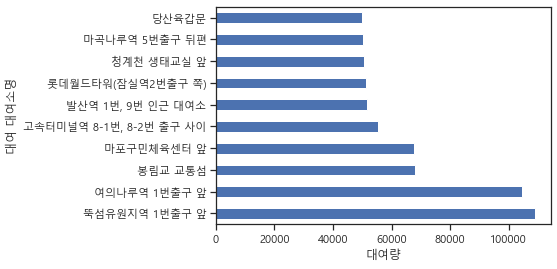 대여 대여소명
당산육갑문
마곡나루역 5번출구 뒤편
청계천 생태교실 앞
롯데월드타워(잠실역2번출구 쪽)
발산역 1번, 9번 인근 대여소
고속터미널역 8-1번, 8-2번 출구 사이
마포구민체육센터 앞
봉림교 교통섬
여의나루역 1번출구 앞
뚝섬유원지역 1번출구 앞
0 20000 40000 60000 80000 100000
대여량